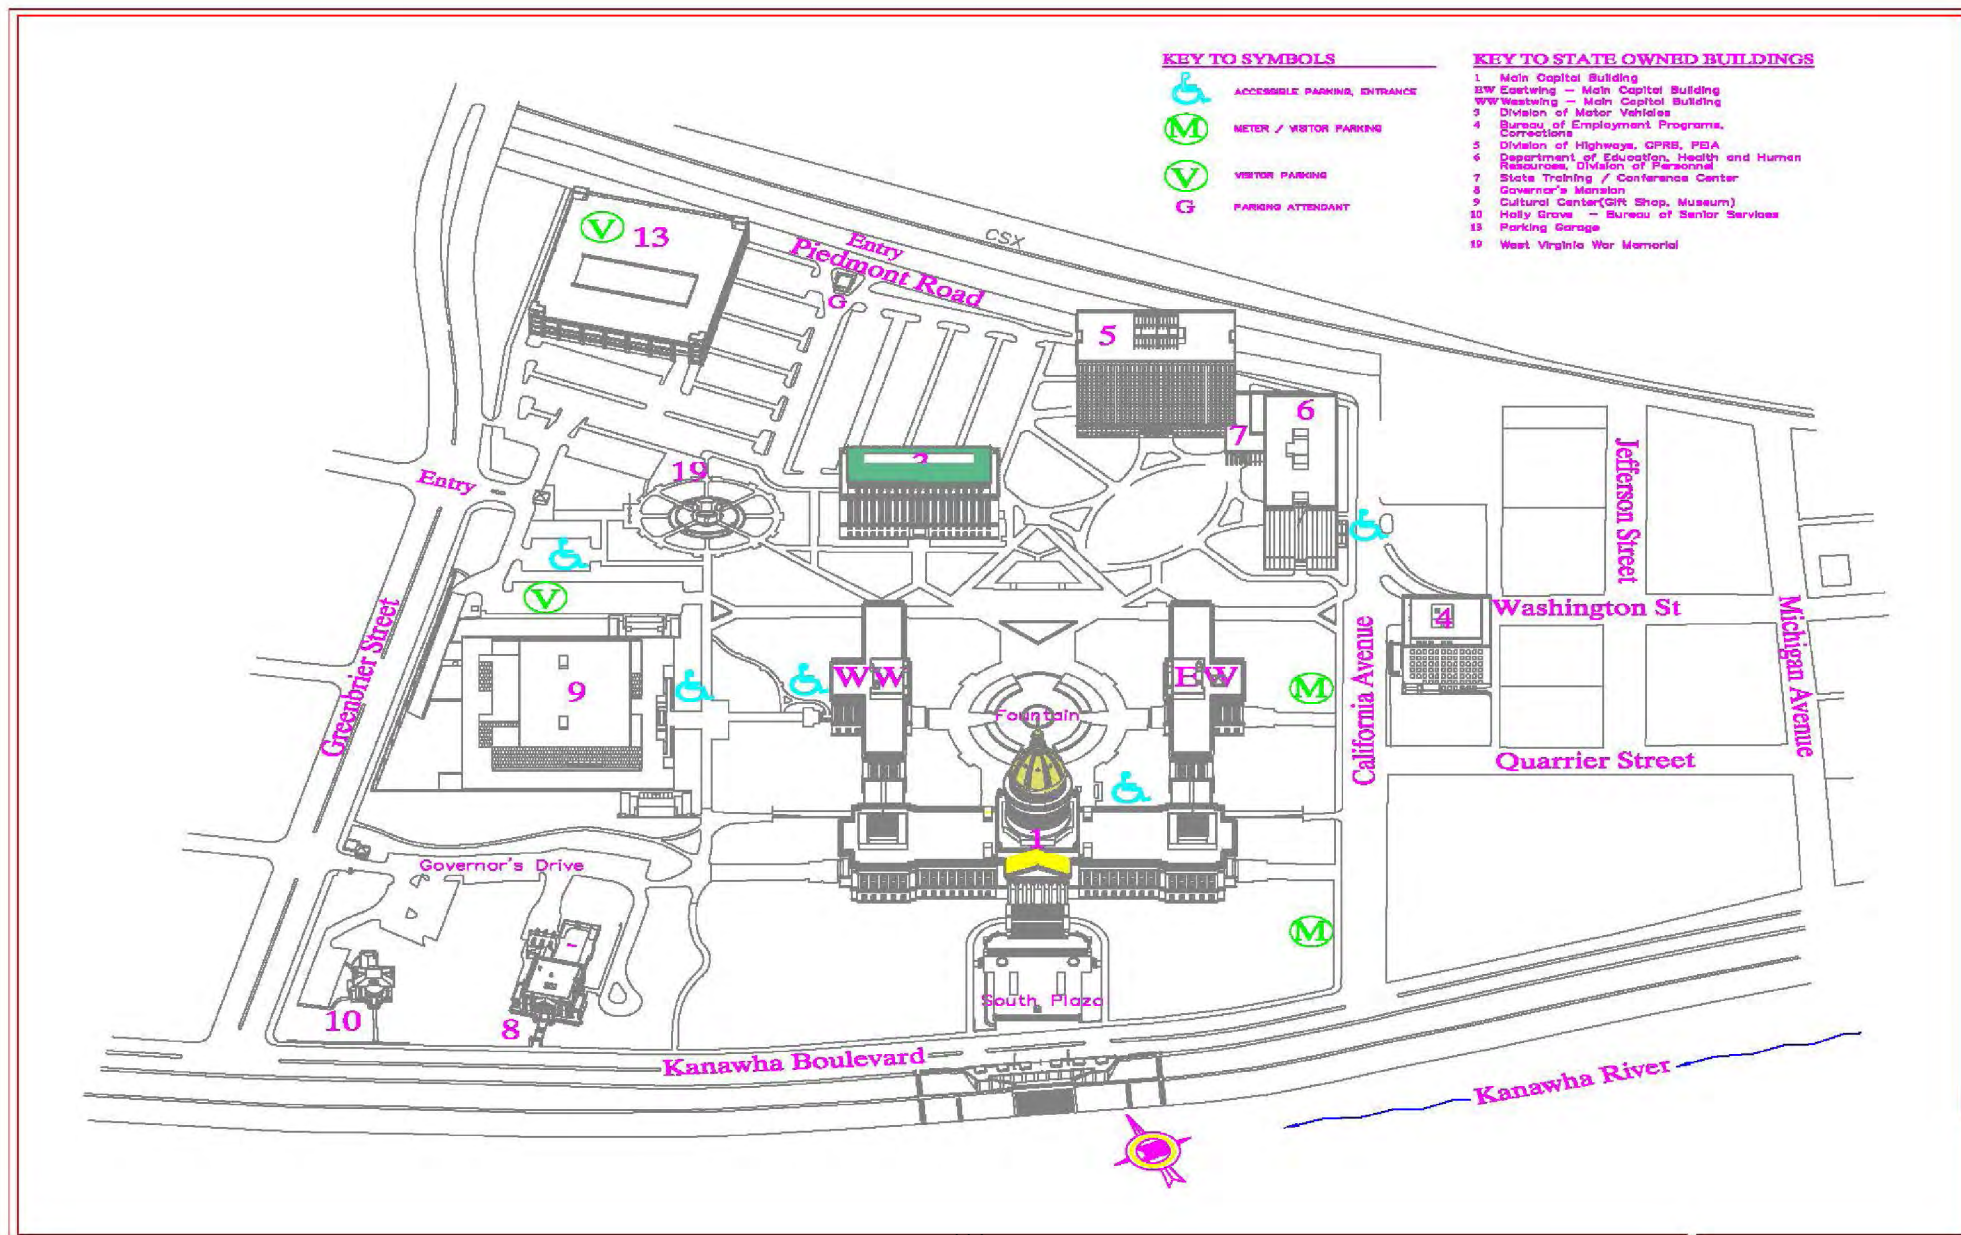 KEY TO SYMBOLS
ACCESSIBLE PARKING, ENTRANCE
M METER / VISITOR PARKING
V VISITOR PARKING
G PARKING ATTENDANT
KEY TO STATE OWNED BUILDINGS
1 Main Capitol Building
EW Eastwing – Main Capitol Building
WW Westwing – Main Capitol Building
3 Division of Motor Vehicles
4 Bureau of Employment Programs,
Corrections
5 Division of Highways, CPRB, PEIA
6 Department of Education, Health and Human
Resources, Division of Personnel
7 State Training / Conference Center
8 Governor's Mansion
9 Cultural Center(Gift Shop, Museum)
10 Holly Grove – Bureau of Senior Services
13 Parking Garage
19 West Virginia War Memorial
CSX
Entry
Piedmont Road
V
13
G
5
6
7
3
19
Entry
Jefferson Street
V
Washington St
4
Michigan Avenue
California Avenue
Greenbrier Street
9
WW
EW
M
Fountain
Quarrier Street
1
Governor's Drive
M
South Plaza
10
8
Kanawha Boulevard
Kanawha River